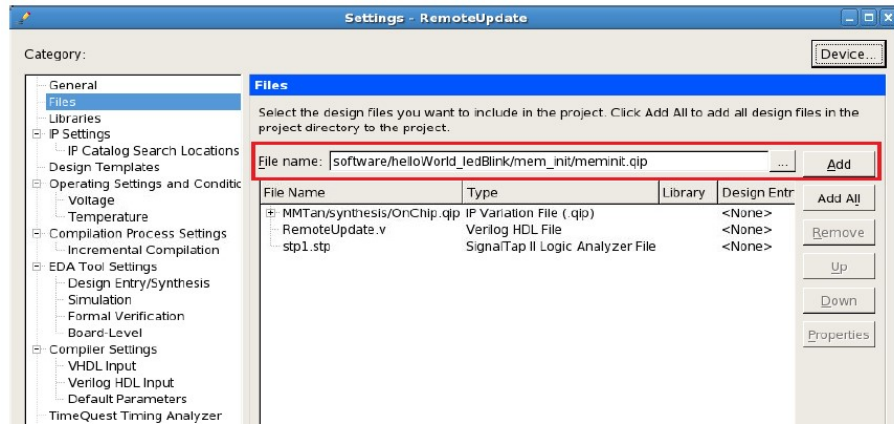 Settings - RemoteUpdate
Category:
Device...
General
Files
Libraries
IP Settings
IP Catalog Search Locations
Design Templates
Operating Settings and Conditic
Voltage
Temperature
Compilation Process Settings
Incremental Compilation
EDA Tool Settings
Design Entry/Synthesis
Simulation
Formal Verification
Board-Level
Compiler Settings
VHDL Input
Verilog HDL Input
Default Parameters
TimeQuest Timing Analyzer
Files
Select the design files you want to include in the project. Click Add All to add all design files in the
project directory to the project.
File name: software/helloWorld_ledBlink/mem_init/meminit.qip ... Add
File Name Type Library Design Entr
MMTan/synthesis/OnChip.qip IP Variation File (.qip) <None>
RemoteUpdate.v Verilog HDL File <None>
stp1.stp SignalTap II Logic Analyzer File <None>
Add All
Remove
Up
Down
Properties